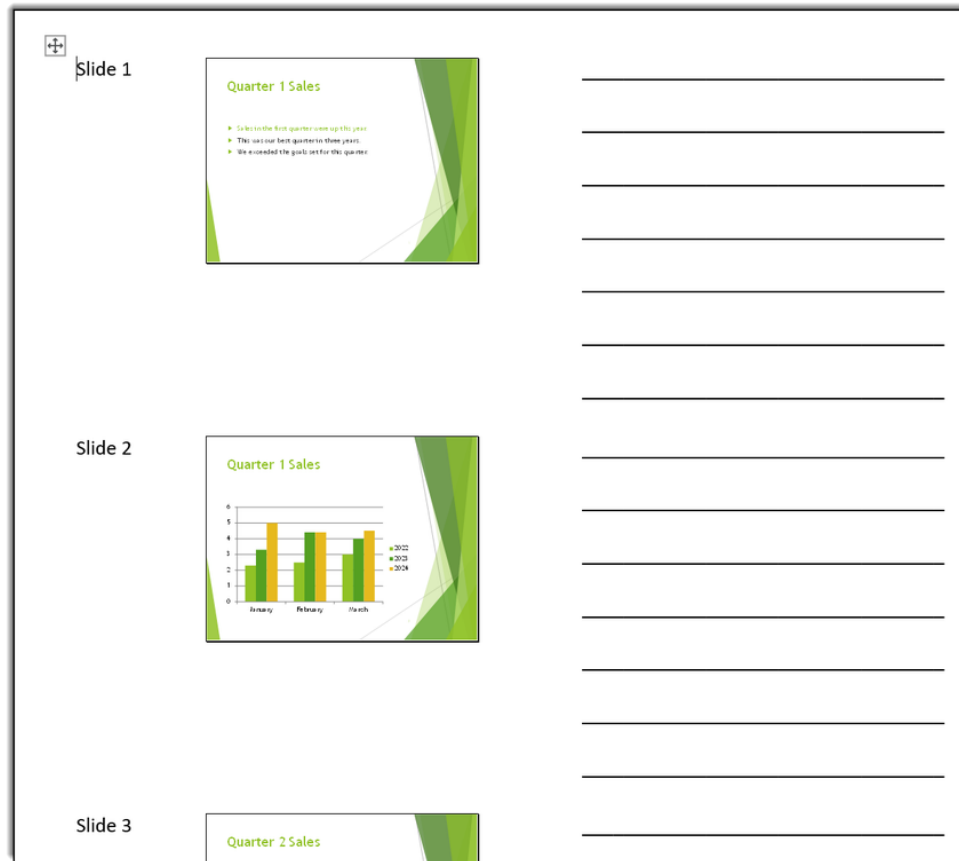 Slide 1
Quarter 1 Sales
Sales in the first quarter were up this year
This was our best quarter in three years.
We exceeded the goals set for this quarter.
Slide 2
Quarter 1 Sales
6
5
4
3
2
1
0
January February March
2022
2023
2024
Slide 3
Quarter 2 Sales